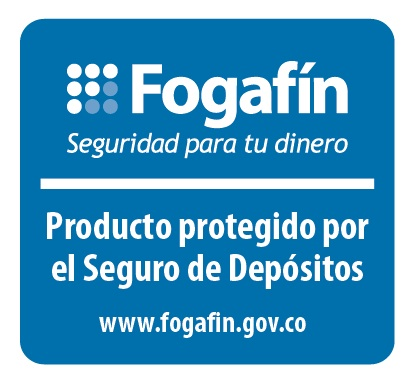 Fogafín
Seguridad para tu dinero
Producto protegido por
el Seguro de Depósitos
www.fogafin.gov.co